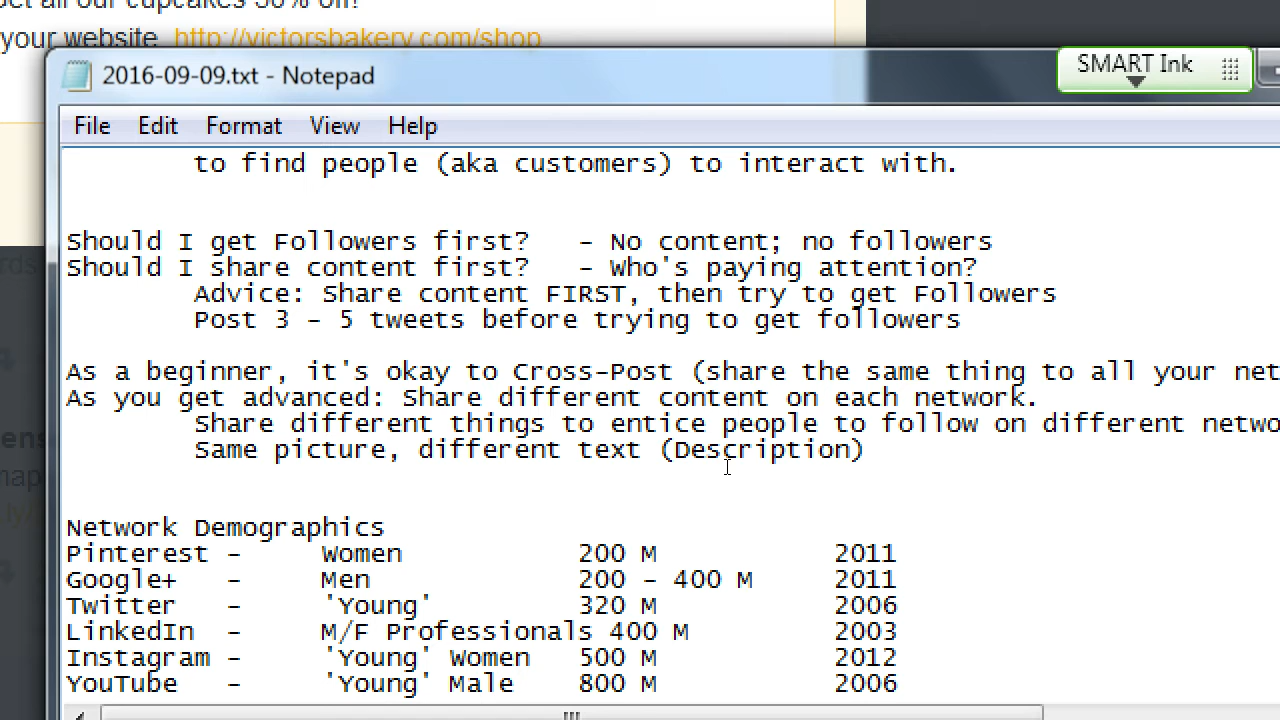 get all our cupcakes 50% off!
your website http://victorsbakery.com/shop
2016-09-09.txt - Notepad
SMART Ink
File Edit Format View Help
to find people (aka customers) to interact with.
Should I get Followers first? - No content; no followers
Should I share content first? - Who's paying attention?
Advice: Share content FIRST, then try to get Followers
Post 3 - 5 tweets before trying to get followers
As a beginner, it's okay to Cross-Post (share the same thing to all your net
As you get advanced: Share different content on each network.
Share different things to entice people to follow on different netwo
Same picture, different text (Description)
Network Demographics
Pinterest - Women 200 M 2011
Google+ - Men 200 - 400 M 2011
Twitter - 'Young' 320 M 2006
LinkedIn - M/F Professionals 400 M 2003
Instagram - 'Young' Women 500 M 2012
YouTube - 'Young' Male 800 M 2006